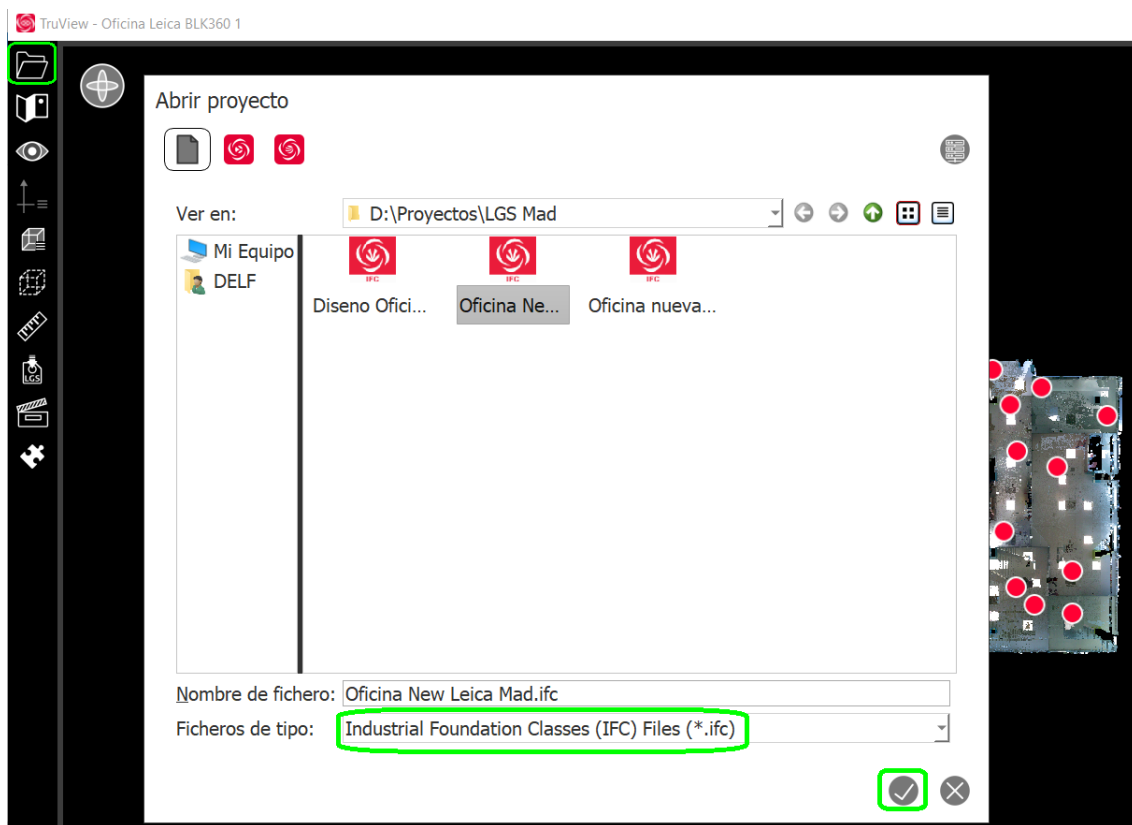 TruView - Oficina Leica BLK360 1
Abrir proyecto
Ver en:
D:\Proyectos\LGS Mad
Mi Equipo
DELF
IFC
IFC
IFC
Diseno Ofici...
Oficina Ne...
Oficina nueva...
LGS
Nombre de fichero: Oficina New Leica Mad.ifc
Ficheros de tipo: Industrial Foundation Classes (IFC) Files (*.ifc)